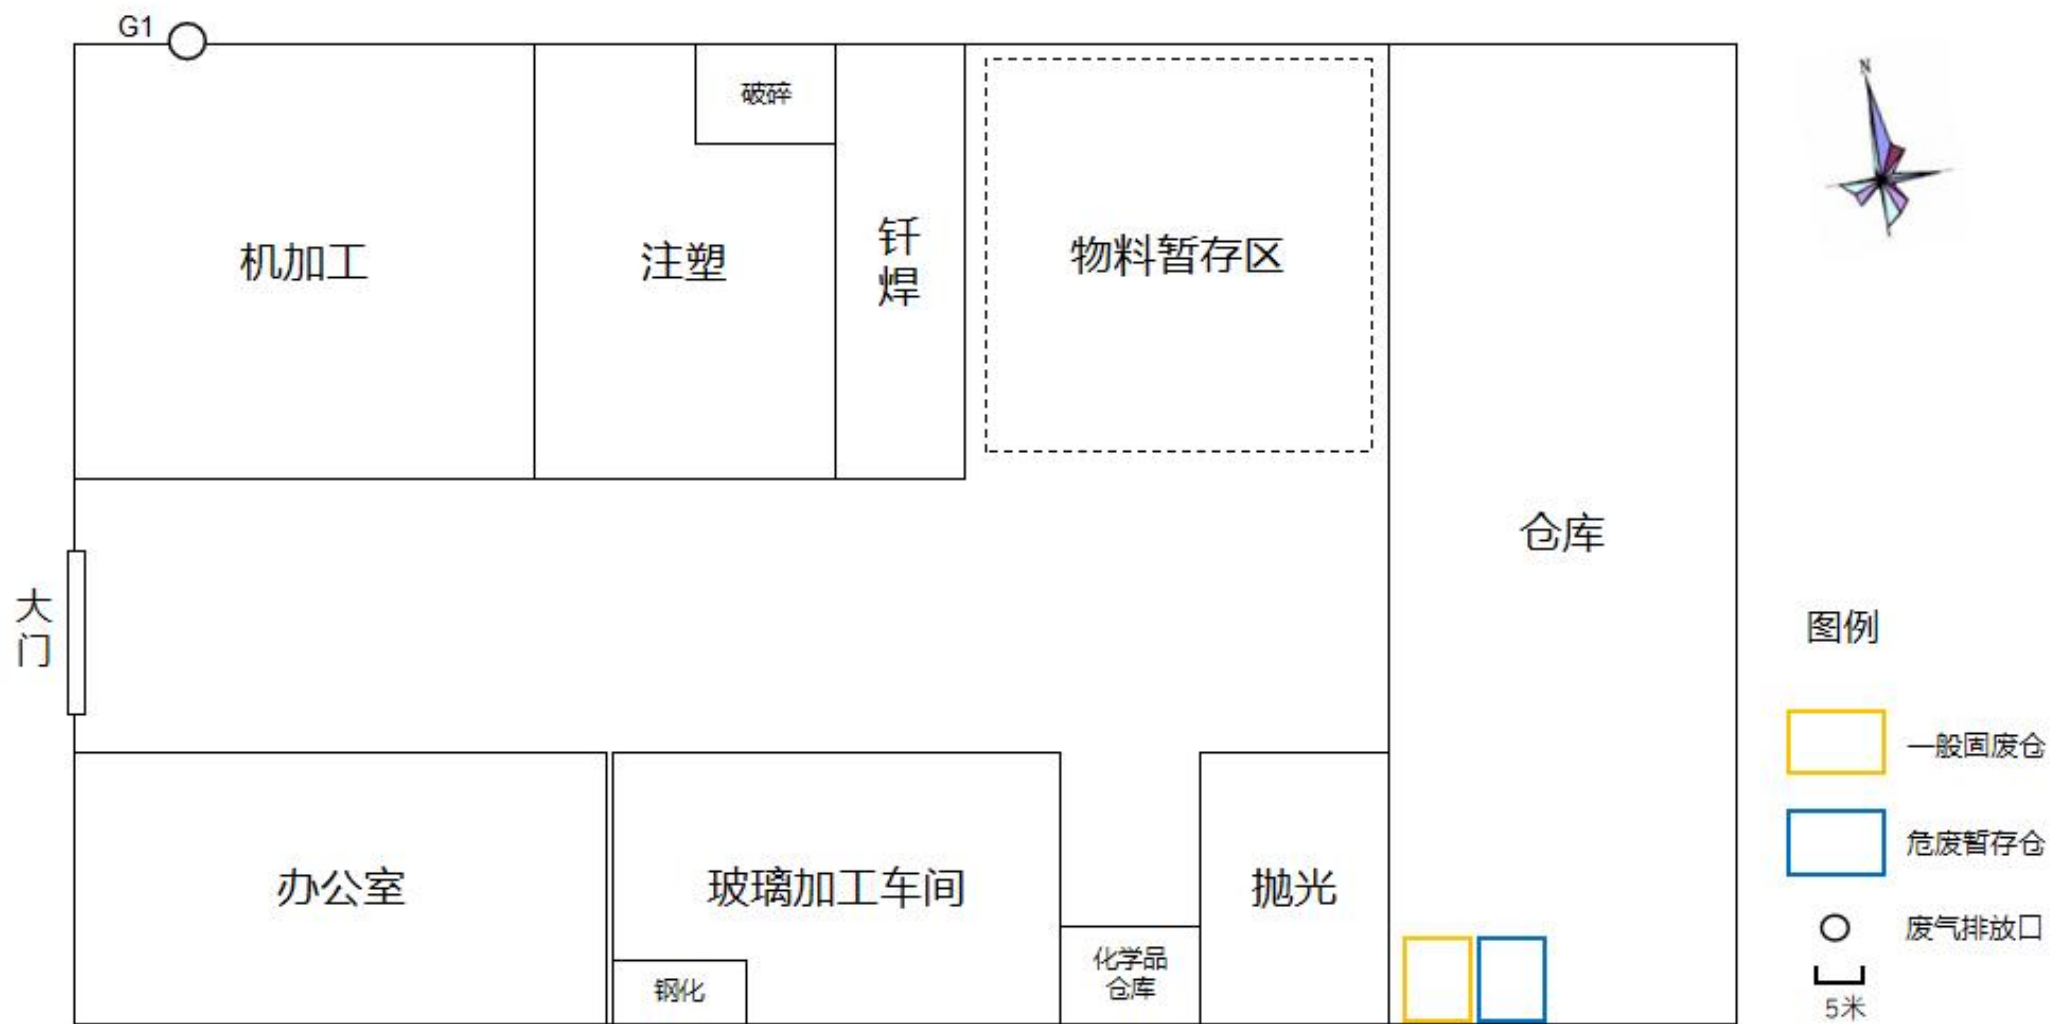 G1
N
破碎
机加工
注塑
钎
焊
物料暂存区
仓库
大
门
图例
一般固废仓
危废暂存仓
废气排放口
5米
办公室
玻璃加工车间
抛光
化学品
仓库
钢化